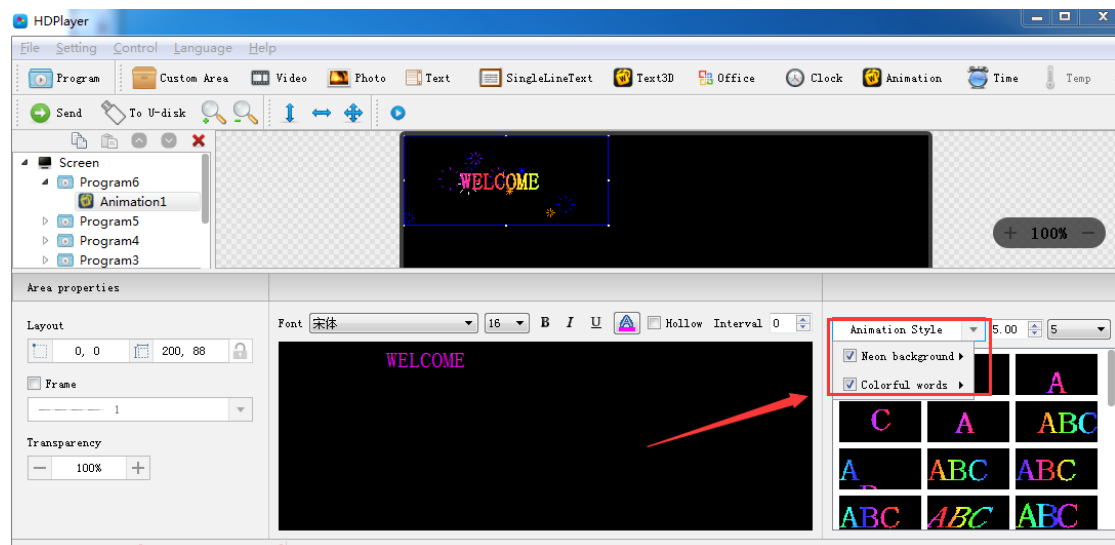 HDPlayer
File Setting Control Language Help
Program Custom Area Video Photo Text SingleLineText Text3D Office Clock Animation Time Temp
Send To U-disk
Screen
Program6
Animation1
Program5
Program4
Program3
WELCOME
+ 100% −
Area properties
Layout
0, 0 200, 88
Frame
1
Transparency
— 100% +
Font 宋体 16 B I U A Hollow Interval 0
WELCOME
Animation Style 5.00 5
Neon background
Colorful words
A
C A ABC
A ABC ABC
ABC ABC ABC